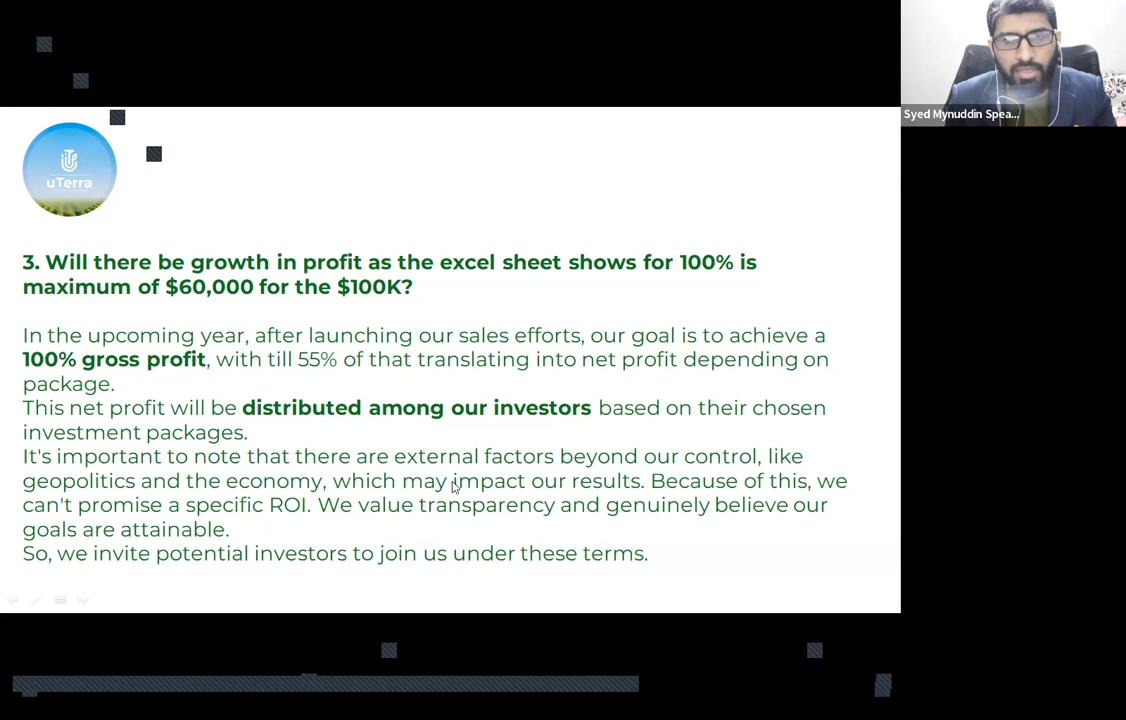 Syed Mynuddin Spea...
uTerra
3. Will there be growth in profit as the excel sheet shows for 100% is
maximum of $60,000 for the $100K?
In the upcoming year, after launching our sales efforts, our goal is to achieve a
100% gross profit, with till 55% of that translating into net profit depending on
package.
This net profit will be distributed among our investors based on their chosen
investment packages.
It's important to note that there are external factors beyond our control, like
geopolitics and the economy, which may impact our results. Because of this, we
can't promise a specific ROI. We value transparency and genuinely believe our
goals are attainable.
So, we invite potential investors to join us under these terms.